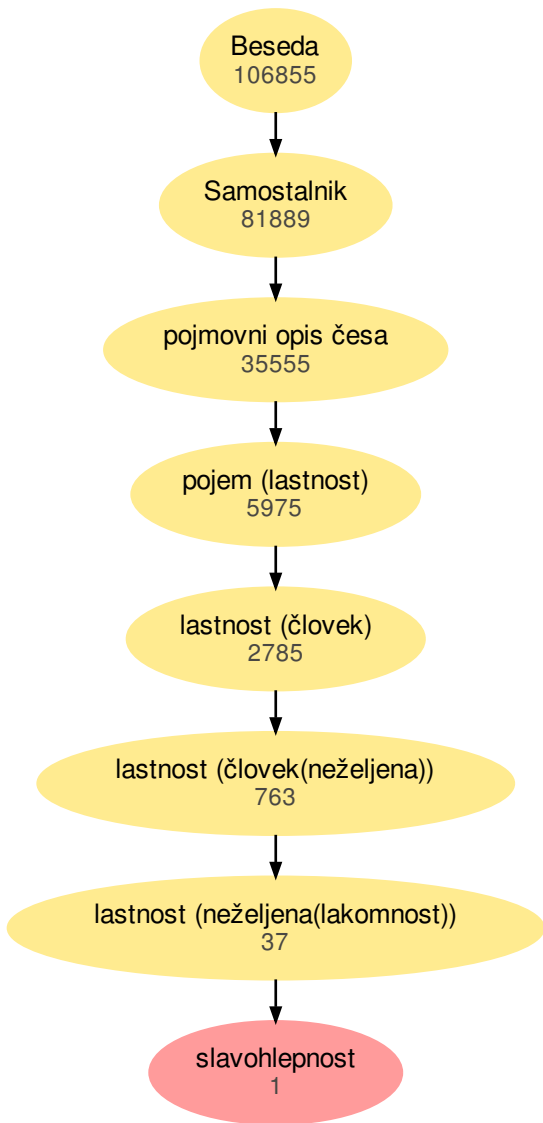 Beseda
106855
Samostalnik
81889
pojmovni opis česa
35555
pojem (lastnost)
5975
lastnost (človek)
2785
lastnost (človek(neželjena))
763
lastnost (neželjena(lakomnost))
37
slavohlepnost
1